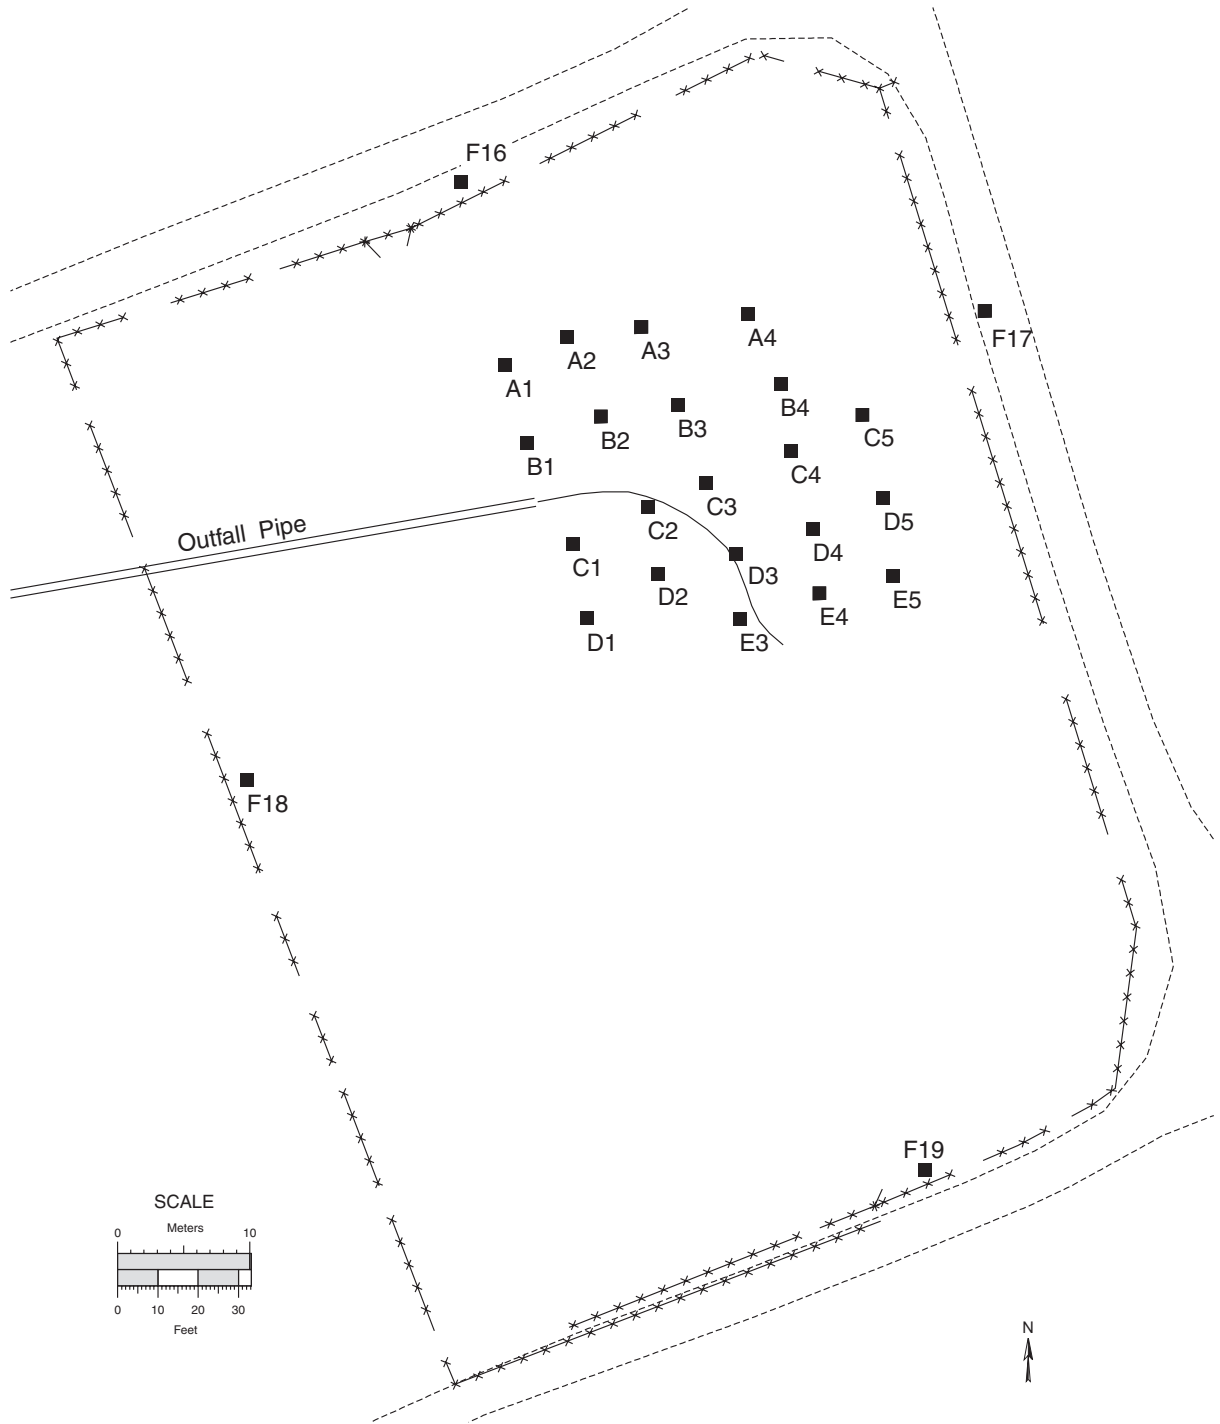 F16
F17
A4
A3
A2
A1
B4
B3
B2
B1
C5
C4
C3
C2
C1
D5
D4
D3
D2
D1
E5
E4
E3
Outfall Pipe
F18
F19
SCALE
0 Meters 10
0 10 20 30
Feet
N